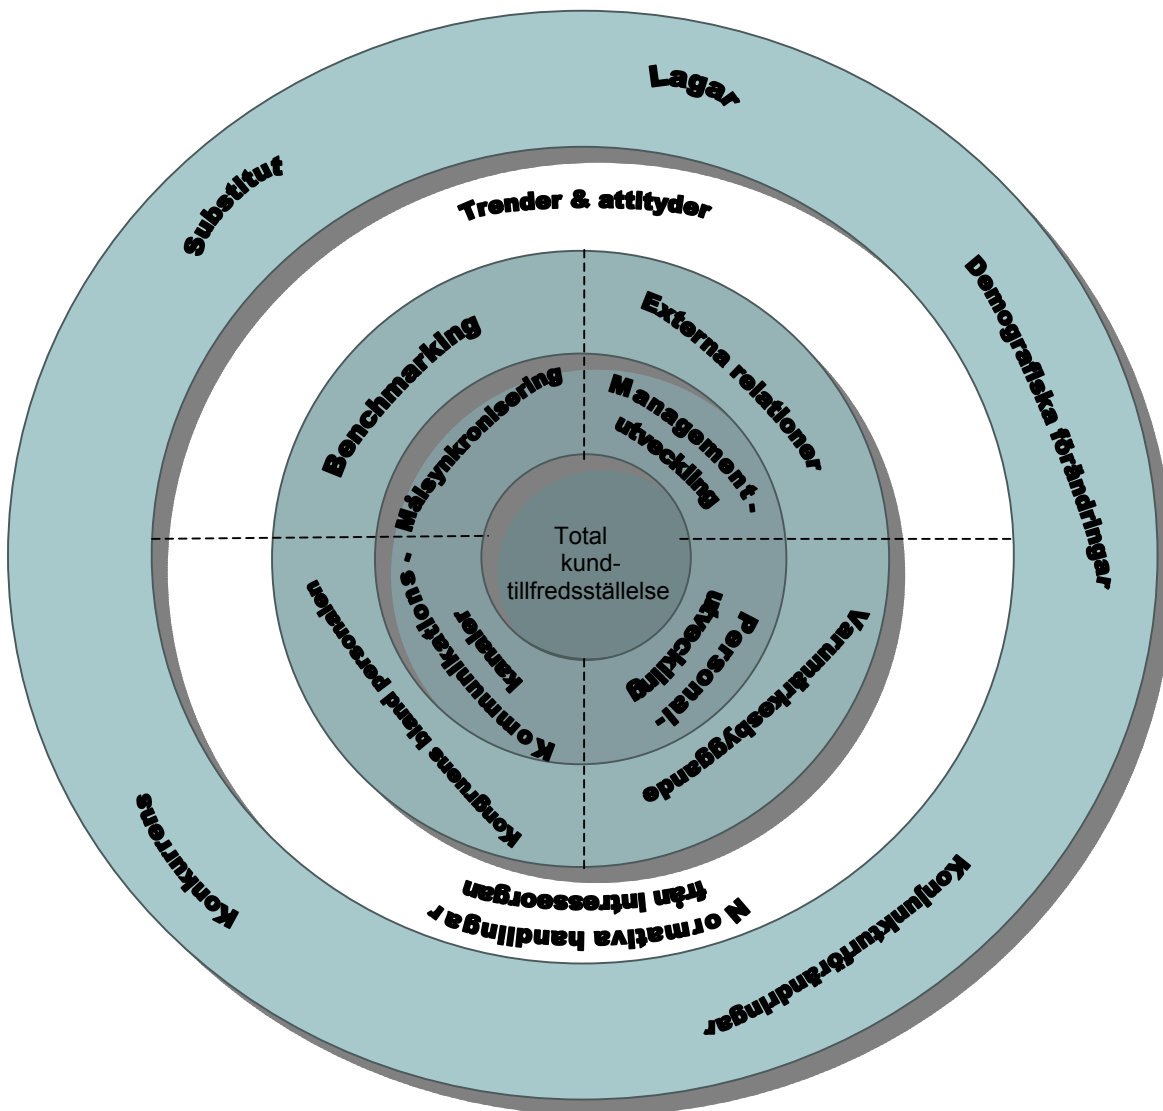 Lagar
Substitut
Trender & attityder
Demografiska förändringar
Externa relationer
Benchmarking
Målsynkronisering
Management -
utveckling
Total
kund-
tillfredsställelse
Kommunikations -
kanaler
Personal-
utveckling
Kongruens bland personalen
Varumärkesbyggande
Konkurrens
Konjunkturförändringar
Normativa handlingar
från intresseorgan